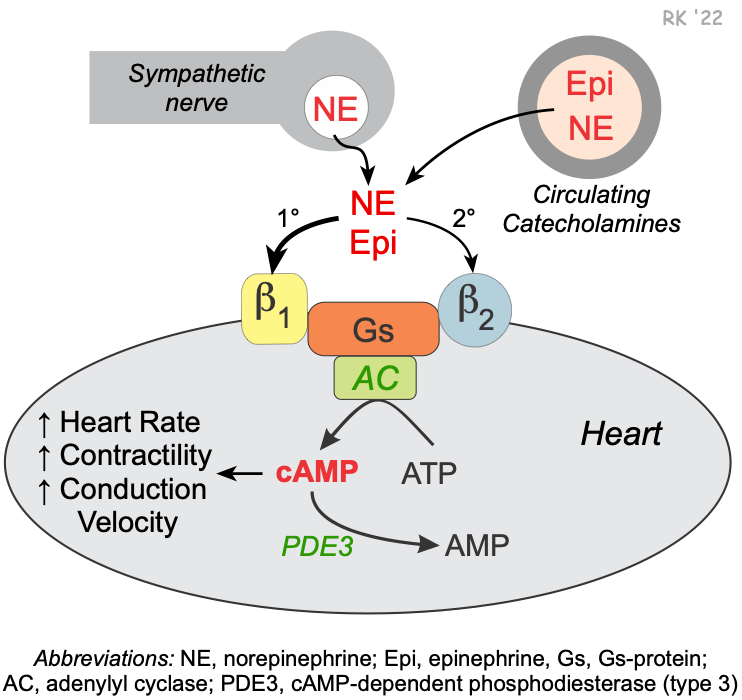 RK '22
Sympathetic
nerve
NE
Epi
NE
Circulating
Catecholamines
NE
Epi
1°
2°
β1
Gs
β2
AC
Heart
↑ Heart Rate
↑ Contractility
↑ Conduction
Velocity
cAMP
ATP
PDE3
AMP
Abbreviations: NE, norepinephrine; Epi, epinephrine, Gs, Gs-protein;
AC, adenylyl cyclase; PDE3, cAMP-dependent phosphodiesterase (type 3)